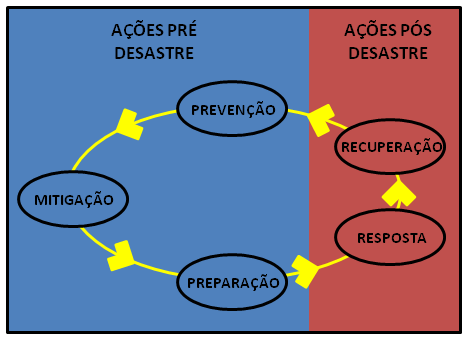 AÇÕES PRÉ
DESASTRE
AÇÕES PÓS
DESASTRE
PREVENÇÃO
RECUPERAÇÃO
MITIGAÇÃO
RESPOSTA
PREPARAÇÃO